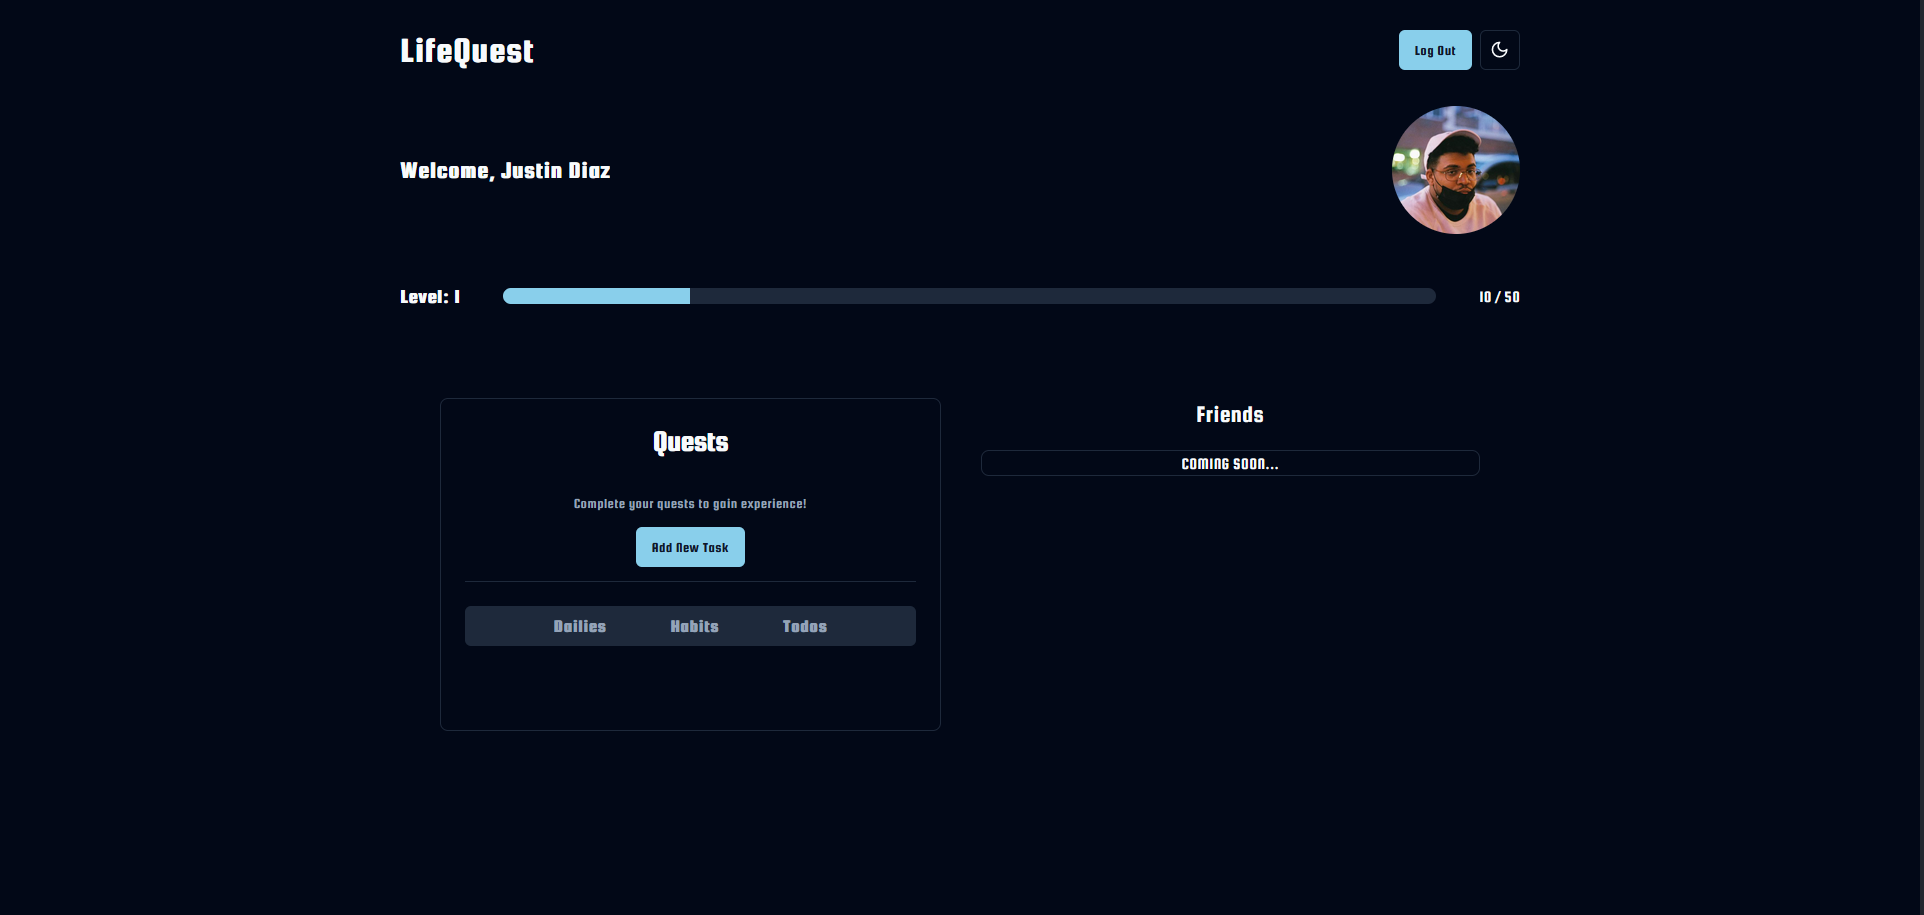 LifeQuest
Log Out
Welcome, Justin Diaz
Level: 1
10 / 50
Quests
Complete your quests to gain experience!
Add New Task
Dailies
Habits
Todos
Friends
COMING SOON...